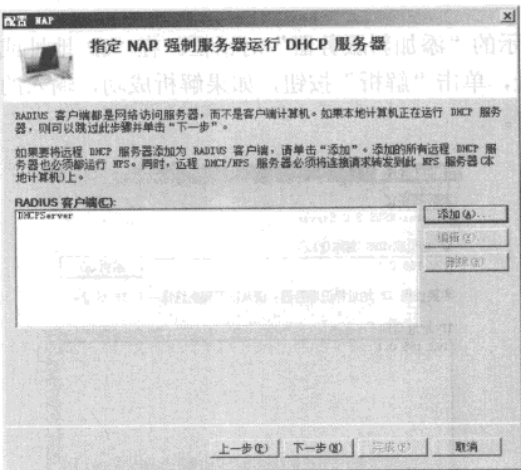 配置 NAP
指定 NAP 强制服务器运行 DHCP 服务器
RADIUS 客户端都是网络访问服务器，而不是客户端计算机。如果本地计算机正在运行 DHCP 服务
器，则可以跳过此步骤并单击“下一步”。
如果要将远程 DHCP 服务器添加为 RADIUS 客户端，请单击“添加”。添加的所有远程 DHCP 服
务器也必须都运行 NPS。同时，远程 DHCP/NPS 服务器必须将连接请求转发到此 NPS 服务器(本
地计算机)上。
RADIUS 客户端(C):
DHCPServer
添加(A)...
编辑(E)...
删除(R)
上一步(P)
下一步(N)
完成(F)
取消